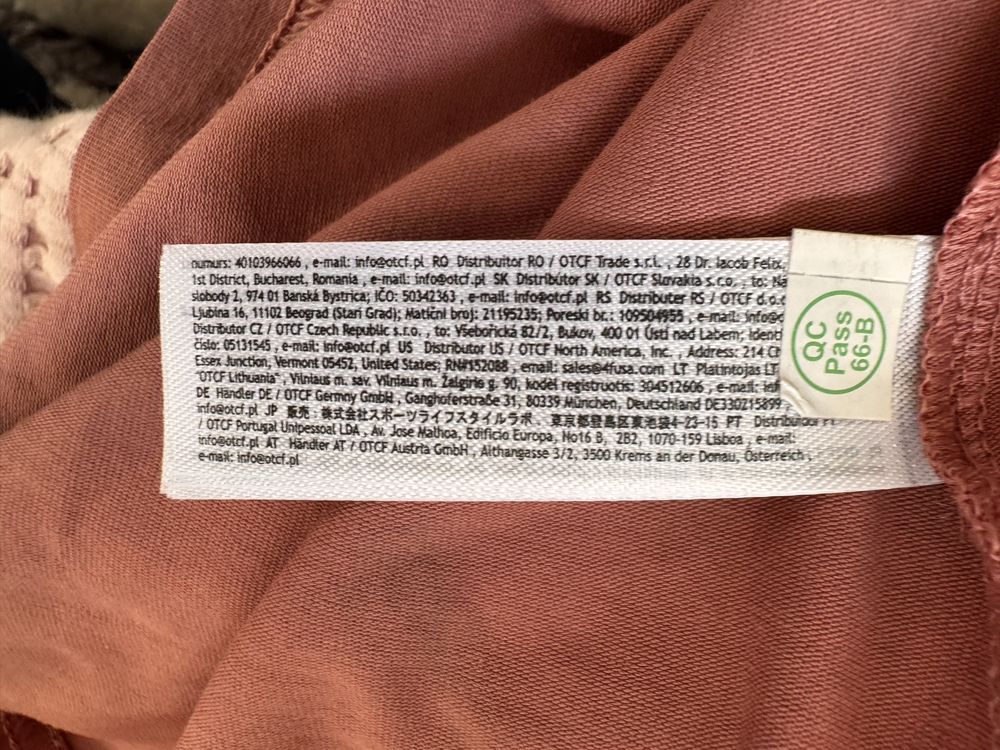 numurs: 40103966066 , e-mail: info@otcf.pl RO Distribuitor RO / OTCF Trade s.r.l. , 28 Dr. Iacob Felix,
1st District, Bucharest, Romania , e-mail: info@otcf.pl SK Distribútor SK / OTCF Slovakia s.r.o. , to: Na
slobody 2, 974 01 Banská Bystrica; IČO: 50342363 , e-mail: info@otcf.pl RS Distributer RS / OTCF d.o.o
Ljubina 16, 11102 Beograd (Stari Grad); Matični broj: 21195235; Poreski br.: 109504955 , e-mail: info@o
Distributor CZ / OTCF Czech Republic s.r.o. , to: Všebořická 82/2, Bukov, 400 01 Ústí nad Labem; Identi
číslo: 05131545 , e-mail: info@otcf.pl US Distributor US / OTCF North America, Inc. , Address: 214 Ch
Essex Junction, Vermont 05452, United States; RN#152088 , email: sales@4fusa.com LT Platintojas LT
"OTCF Lithuania" , Vilniaus m. sav. Vilniaus m. Žalgirio g. 90, kodel registruotis: 304512606 , e-mail: inf
DE Händler DE / OTCF Germny GmbH , Ganghoferstraße 31, 80339 München, Deutschland DE330215899 ,
info@otcf.pl JP 販売 : 株式会社スポーツライフスタイルラボ 、東京都豊島区東池袋4-23-15 PT Distribuidor PT
/ OTCF Portugal Unipessoal LDA , Av. Jose Malhoa, Edificio Europa, No16 B, 2B2, 1070-159 Lisboa , e-mail:
info@otcf.pl AT Händler AT / OTCF Austria GmbH , Althangasse 3/2, 3500 Krems an der Donau, Österreich ,
e-mail: info@otcf.pl
QC
Pass
66-B